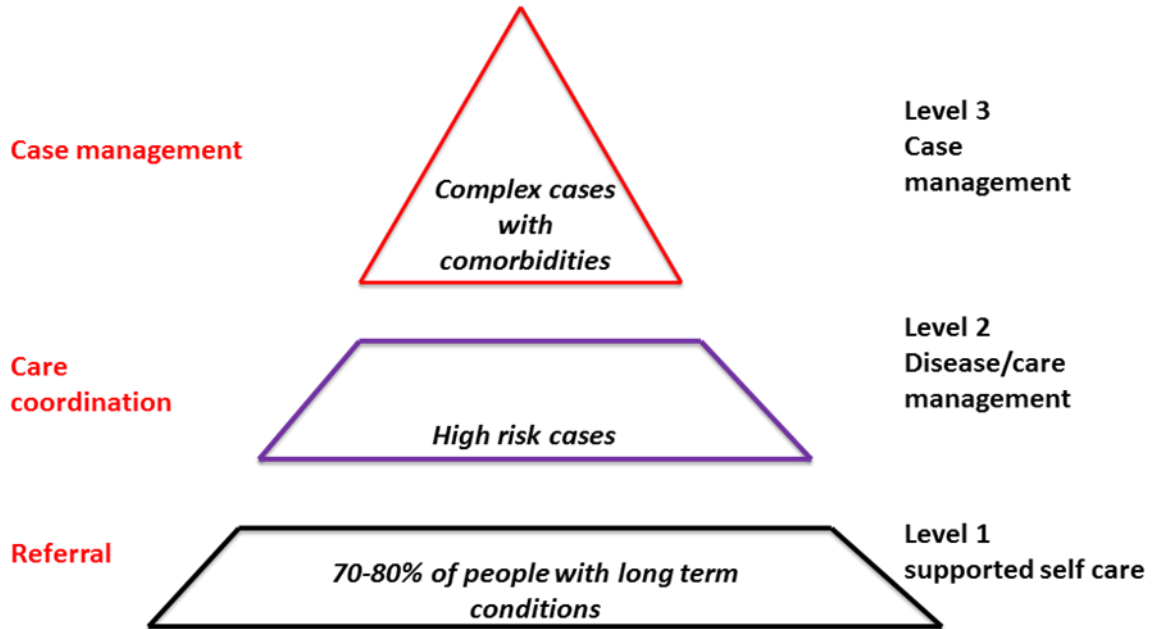 Case management
Complex cases
with
comorbidities
Level 3
Case
management
Care
coordination
High risk cases
Level 2
Disease/care
management
Referral
70-80% of people with long term
conditions
Level 1
supported self care